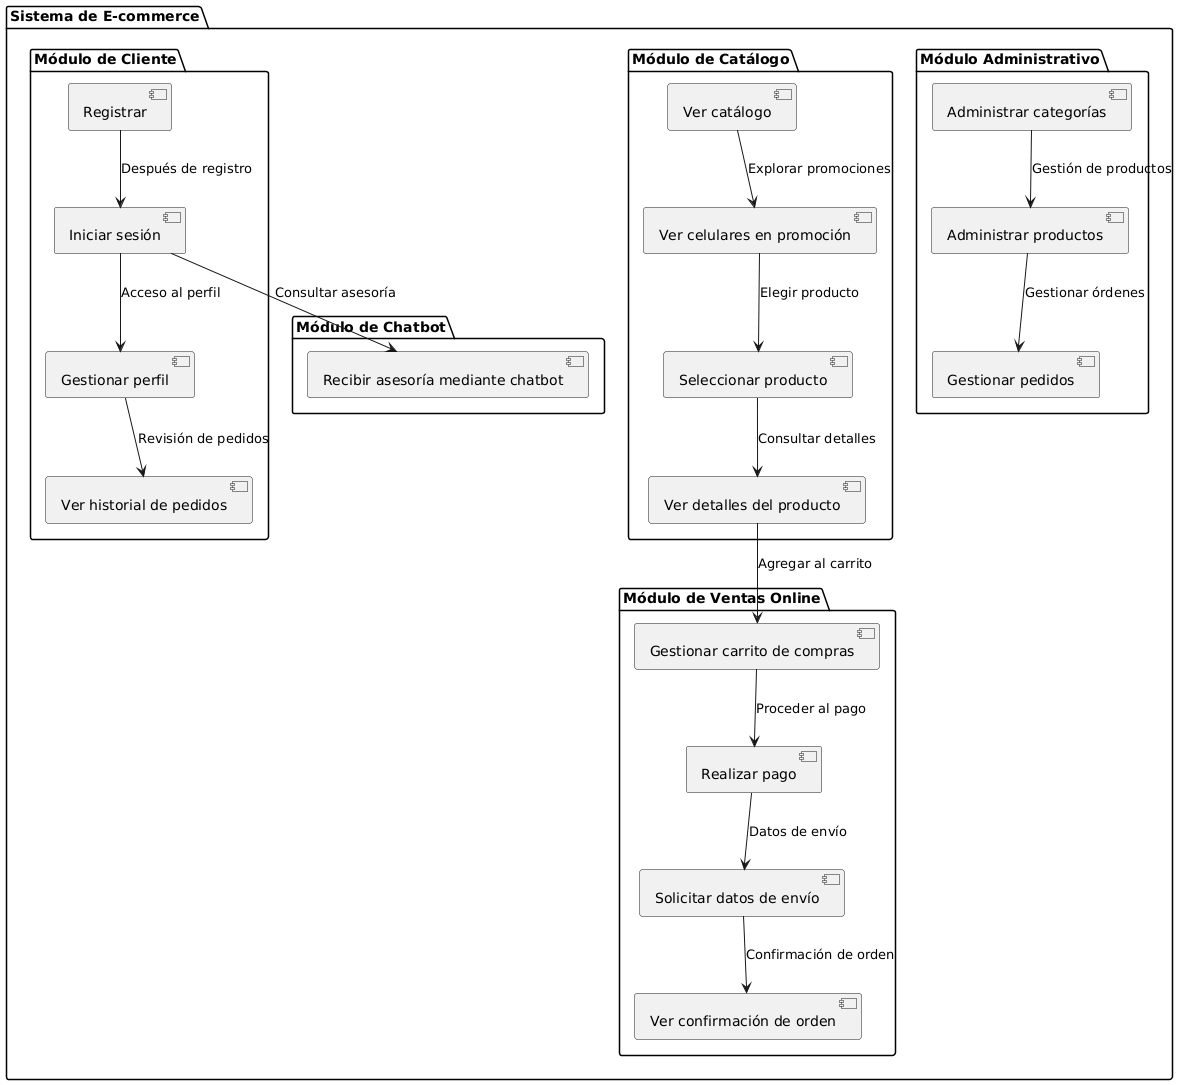 Sistema de E-commerce
Módulo de Cliente
Registrar
Después de registro
Iniciar sesión
Acceso al perfil
Consultar asesoría
Gestionar perfil
Revisión de pedidos
Ver historial de pedidos
Módulo de Chatbot
Recibir asesoría mediante chatbot
Módulo de Catálogo
Ver catálogo
Explorar promociones
Ver celulares en promoción
Elegir producto
Seleccionar producto
Consultar detalles
Ver detalles del producto
Agregar al carrito
Módulo de Ventas Online
Gestionar carrito de compras
Proceder al pago
Realizar pago
Datos de envío
Solicitar datos de envío
Confirmación de orden
Ver confirmación de orden
Módulo Administrativo
Administrar categorías
Gestión de productos
Administrar productos
Gestionar órdenes
Gestionar pedidos